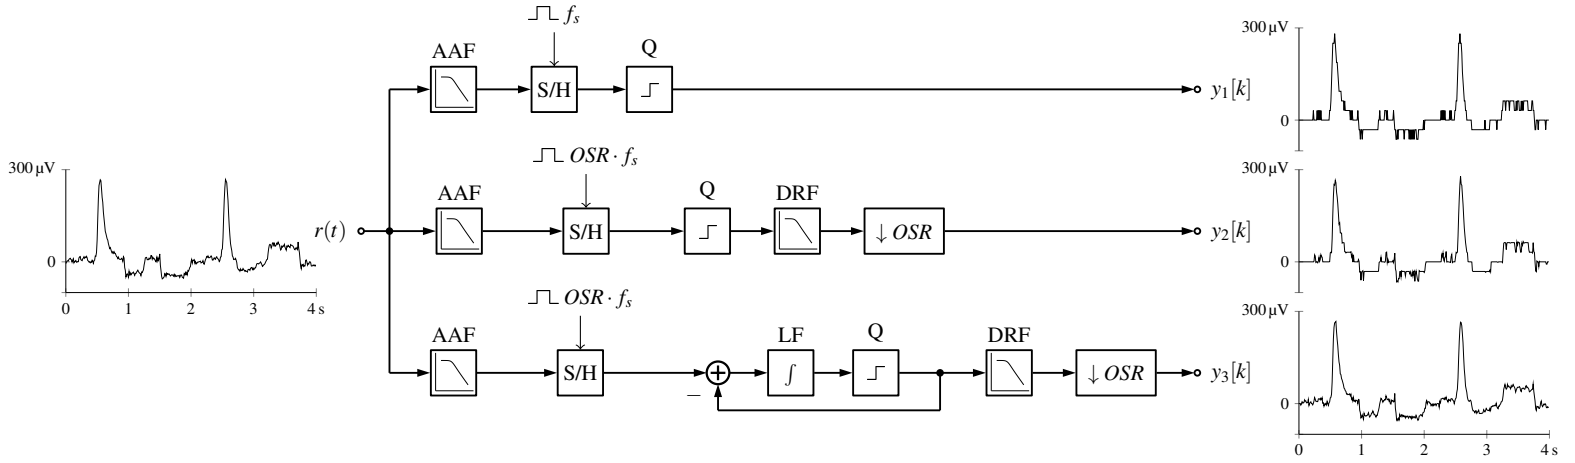 f_s
AAF
Q
S/H
y_1[k]
300 µV
0
OSR · f_s
AAF
Q
DRF
r(t)
S/H
↓ OSR
y_2[k]
300 µV
0
0 1 2 3 4 s
300 µV
0
OSR · f_s
AAF
LF
Q
DRF
S/H
∫
↓ OSR
y_3[k]
−
300 µV
0
0 1 2 3 4 s